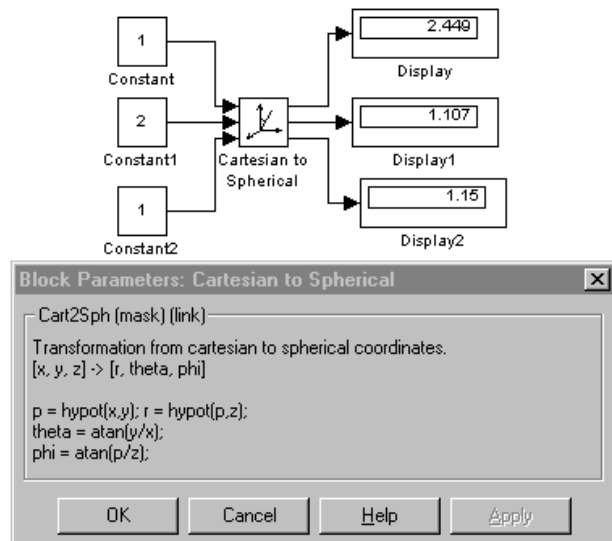 1
Constant
2
Constant1
1
Constant2
Cartesian to
Spherical
2.449
Display
1.107
Display1
1.15
Display2
Block Parameters: Cartesian to Spherical
Cart2Sph (mask) (link)
Transformation from cartesian to spherical coordinates.
[x, y, z] -> [r, theta, phi]
p = hypot(x,y); r = hypot(p,z);
theta = atan(y/x);
phi = atan(p/z);
OK
Cancel
Help
Apply